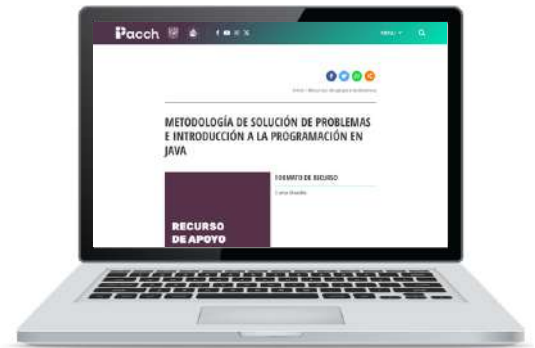 Pacch
MENU
METODOLOGÍA DE SOLUCIÓN DE PROBLEMAS
E INTRODUCCIÓN A LA PROGRAMACIÓN EN
JAVA
FORMATO DE RECURSO
RECURSO
DE APOYO